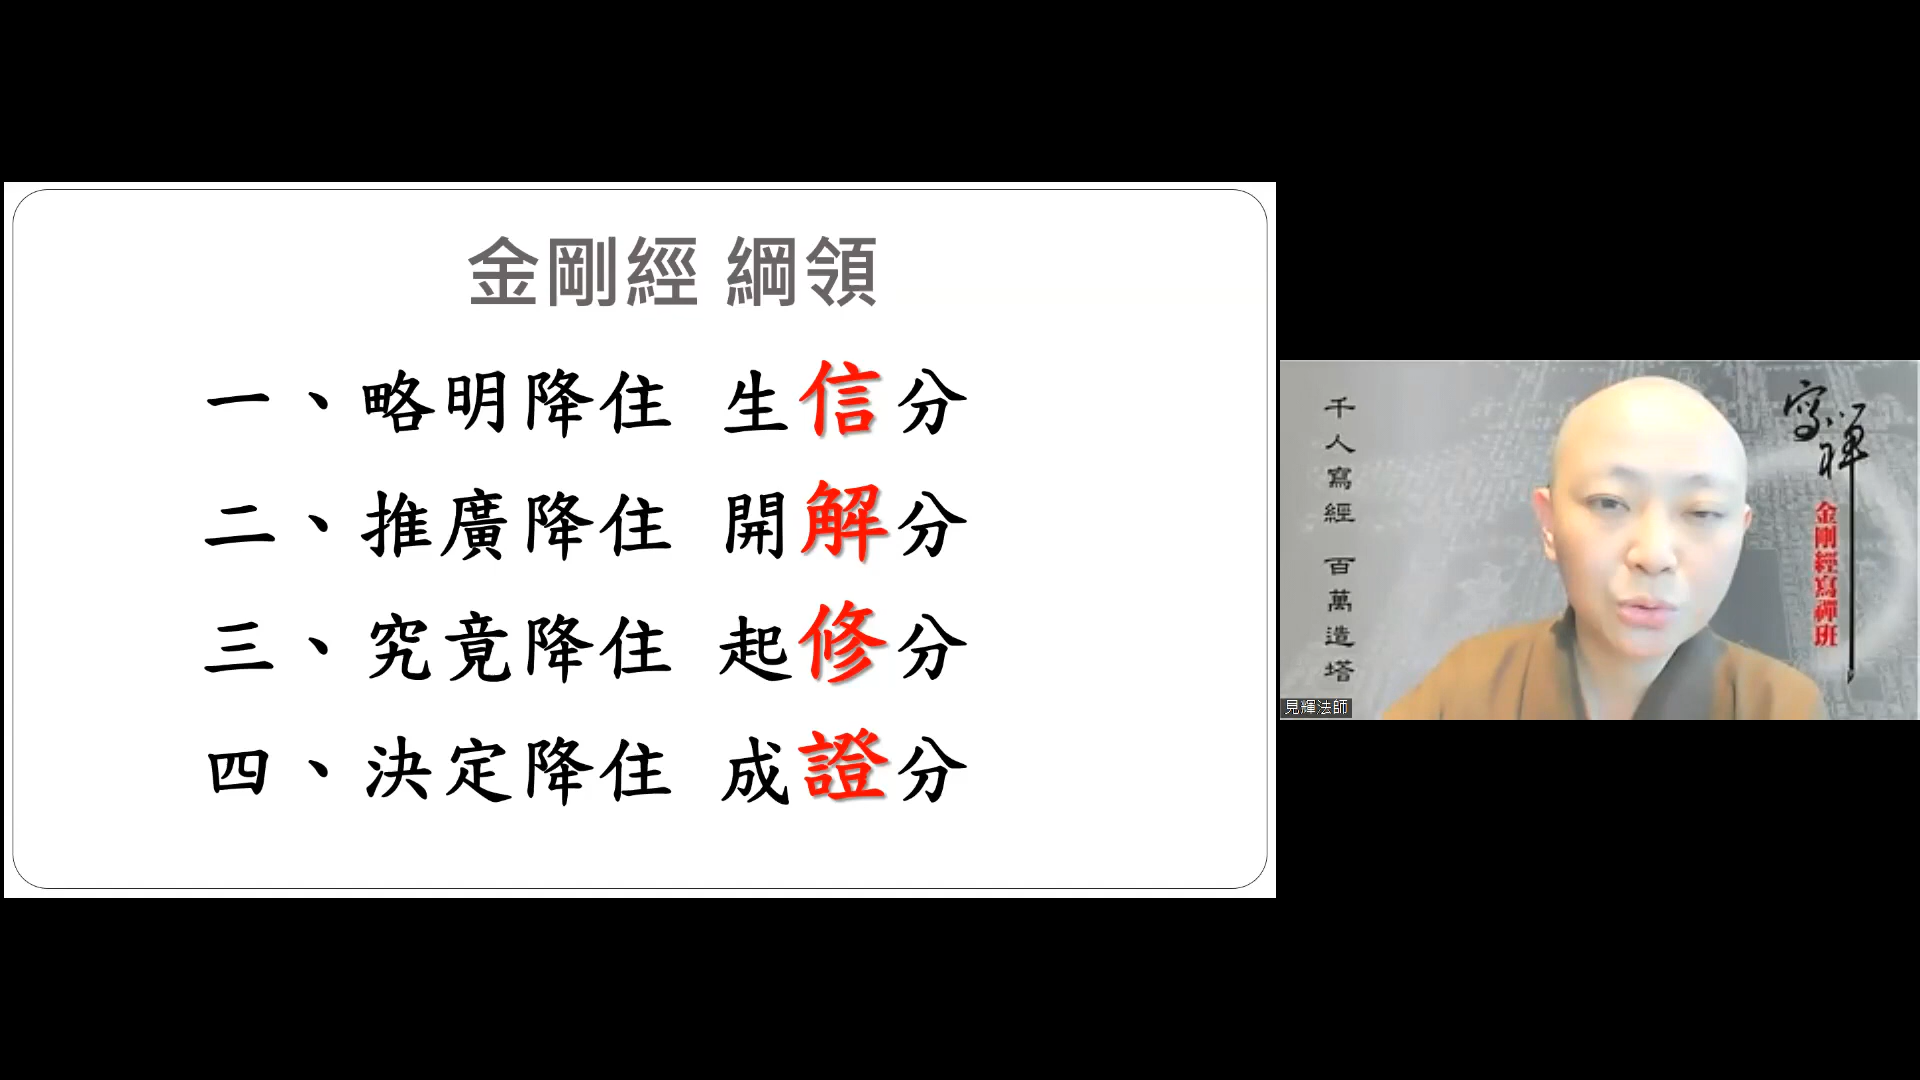 金剛經 綱領
一、略明降住 生信分
二、推廣降住 開解分
三、究竟降住 起修分
四、決定降住 成證分
千人寫經 百萬造塔
寫禪
金剛經寫禪班
見輝法師